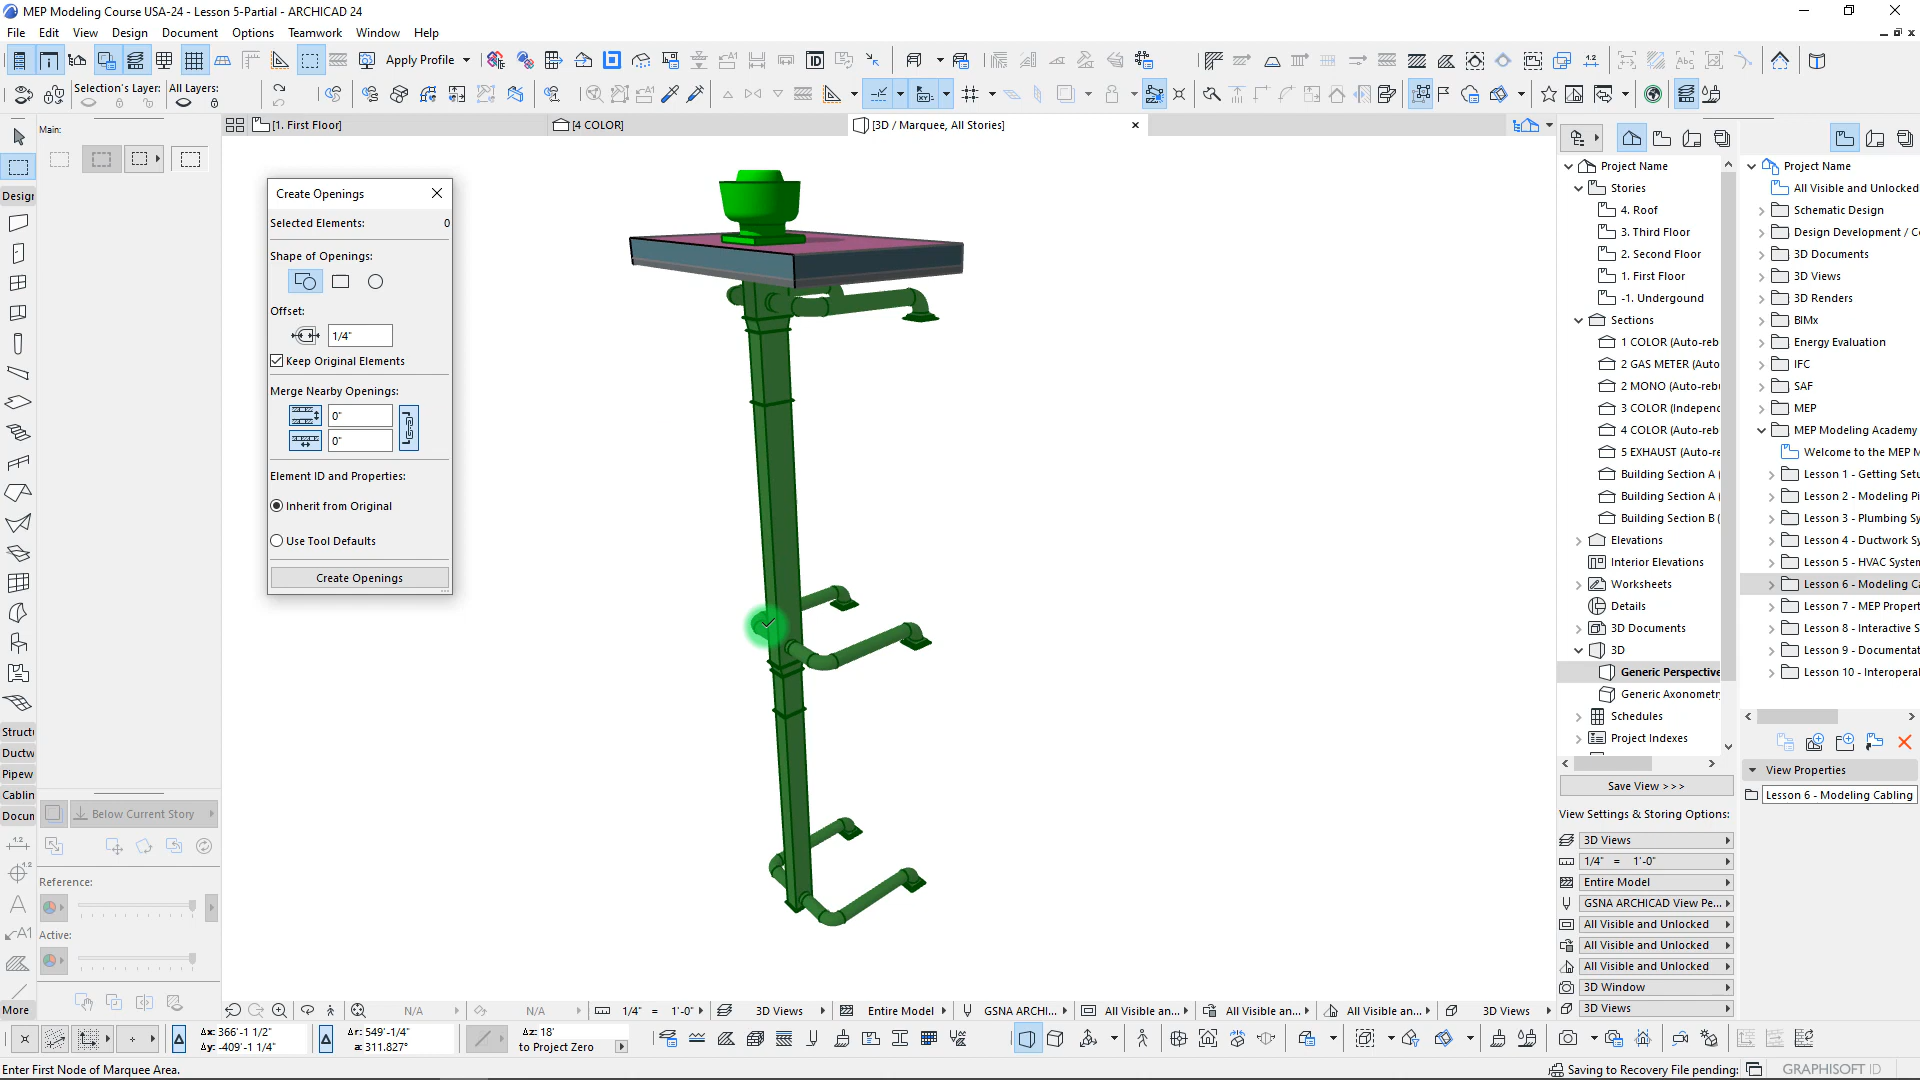 MEP Modeling Course USA-24 - Lesson 5-Partial - ARCHICAD 24
File Edit View Design Document Options Teamwork Window Help
Apply Profile
Selection's Layer: All Layers:
Main:
[1. First Floor]
[4 COLOR]
[3D / Marquee, All Stories]
Design
Create Openings
Selected Elements: 0
Shape of Openings:
Offset:
1/4"
Keep Original Elements
Merge Nearby Openings:
0"
0"
Element ID and Properties:
Inherit from Original
Use Tool Defaults
Create Openings
Struct
Ductw
Pipew
Cablin
Docum
More
Below Current Story
Reference:
Active:
Project Name
Stories
4. Roof
3. Third Floor
2. Second Floor
1. First Floor
-1. Undergound
Sections
1 COLOR (Auto-reb
2 GAS METER (Auto
2 MONO (Auto-rebu
3 COLOR (Independ
4 COLOR (Auto-reb
5 EXHAUST (Auto-re
Building Section A (
Building Section A (
Building Section B (
Elevations
Interior Elevations
Worksheets
Details
3D Documents
3D
Generic Perspective
Generic Axonometr
Schedules
Project Indexes
Save View >>>
View Settings & Storing Options:
3D Views
1/4" = 1'-0"
Entire Model
GSNA ARCHICAD View Pe...
All Visible and Unlocked
All Visible and Unlocked
All Visible and Unlocked
3D Window
3D Views
Project Name
All Visible and Unlocked
Schematic Design
Design Development / C
3D Documents
3D Views
3D Renders
BIMx
Energy Evaluation
IFC
SAF
MEP
MEP Modeling Academy
Welcome to the MEP M
Lesson 1 - Getting Setu
Lesson 2 - Modeling Pi
Lesson 3 - Plumbing Sy
Lesson 4 - Ductwork Sy
Lesson 5 - HVAC System
Lesson 6 - Modeling Ca
Lesson 7 - MEP Propert
Lesson 8 - Interactive S
Lesson 9 - Documentat
Lesson 10 - Interoperal
View Properties
Lesson 6 - Modeling Cabling
N/A N/A 1/4" = 1'-0" 3D Views Entire Model GSNA ARCHI... All Visible an... All Visible an... All Visible an... 3D Views
Δx: 366'-1 1/2" Δr: 549'-1/4" Δz: 18'
Δy: -409'-1 1/4" a: 311.827° to Project Zero
Enter First Node of Marquee Area.
Saving to Recovery File pending: GRAPHISOFT ID